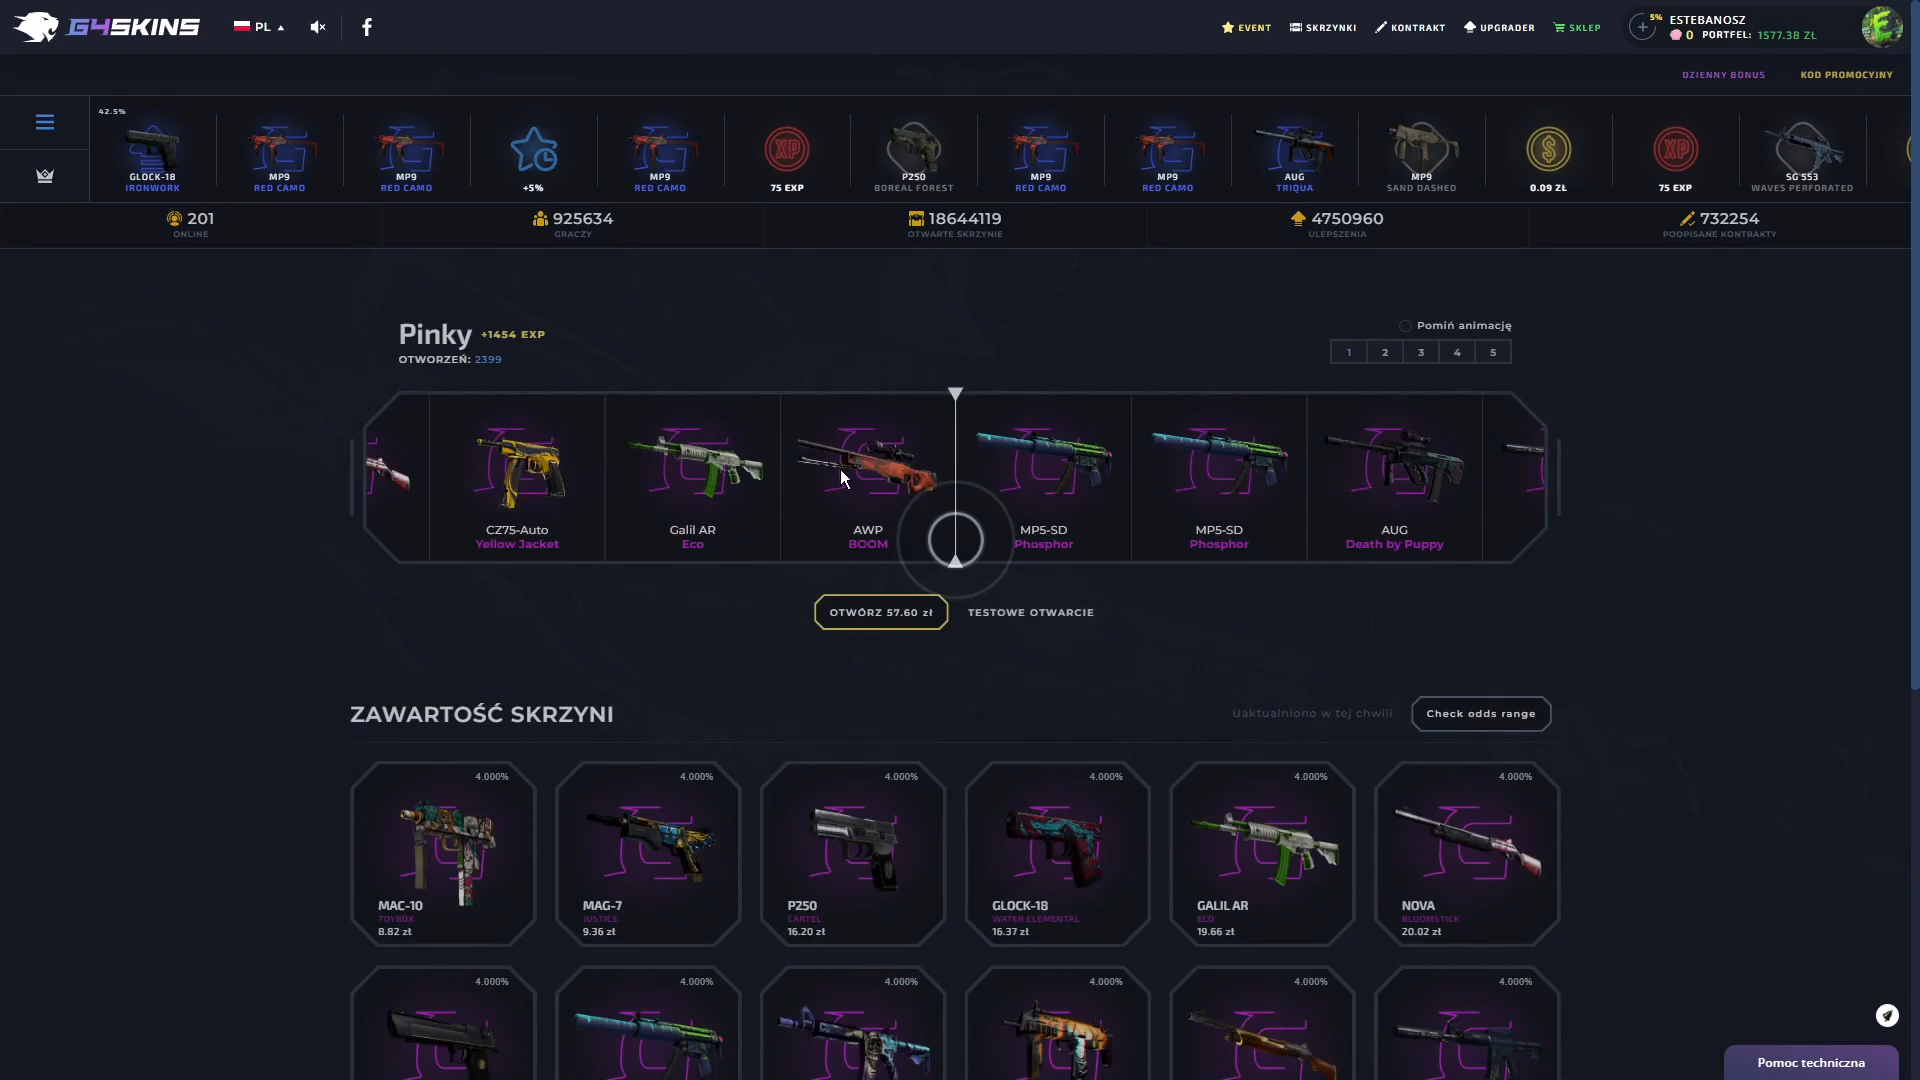 G4SKINS
PL
EVENT
SKRZYNKI
KONTRAKT
UPGRADER
SKLEP
5%
ESTEBANOSZ
0 PORTFEL: 1577.38 ZŁ
DZIENNY BONUS
KOD PROMOCYJNY
42.5%
GLOCK-18
IRONWORK
MP9
RED CAMO
MP9
RED CAMO
+5%
MP9
RED CAMO
XP
75 EXP
P250
BOREAL FOREST
MP9
RED CAMO
MP9
RED CAMO
AUG
TRIQUA
MP9
SAND DASHED
$
0.09 ZŁ
XP
75 EXP
SG 553
WAVES PERFORATED
201
ONLINE
925634
GRACZY
18644119
OTWARTE SKRZYNIE
4750960
ULEPSZENIA
732254
PODPISANE KONTRAKTY
Pinky +1454 EXP
OTWORZEŃ: 2399
Pomiń animację
1 2 3 4 5
CZ75-Auto
Yellow Jacket
Galil AR
Eco
AWP
BOOM
MP5-SD
Phosphor
MP5-SD
Phosphor
AUG
Death by Puppy
OTWÓRZ 57.60 zł
TESTOWE OTWARCIE
ZAWARTOŚĆ SKRZYNI
Uaktualniono w tej chwili
Check odds range
4.000%
MAC-10
TOYBOX
8.82 zł
4.000%
MAG-7
JUSTICE
9.36 zł
4.000%
P250
CARTEL
16.20 zł
4.000%
GLOCK-18
WATER ELEMENTAL
16.37 zł
4.000%
GALIL AR
ECO
19.66 zł
4.000%
NOVA
BLOOMSTICK
20.02 zł
4.000%
4.000%
4.000%
4.000%
4.000%
4.000%
Pomoc techniczna